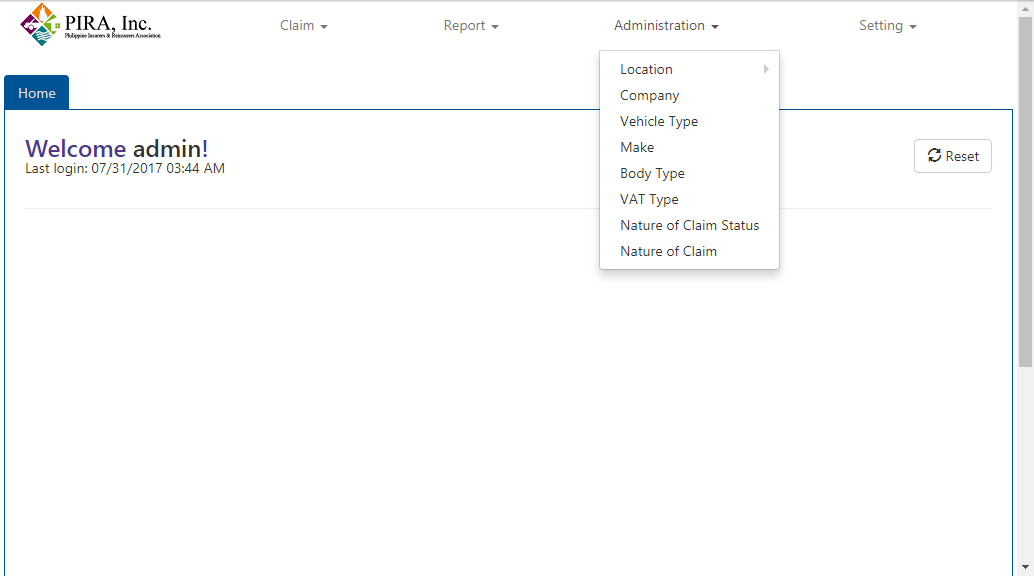 PIRA, Inc.
Philippine Insurers & Reinsurers Association
Claim
Report
Administration
Setting
Location
Company
Vehicle Type
Make
Body Type
VAT Type
Nature of Claim Status
Nature of Claim
Home
Welcome admin!
Last login: 07/31/2017 03:44 AM
Reset